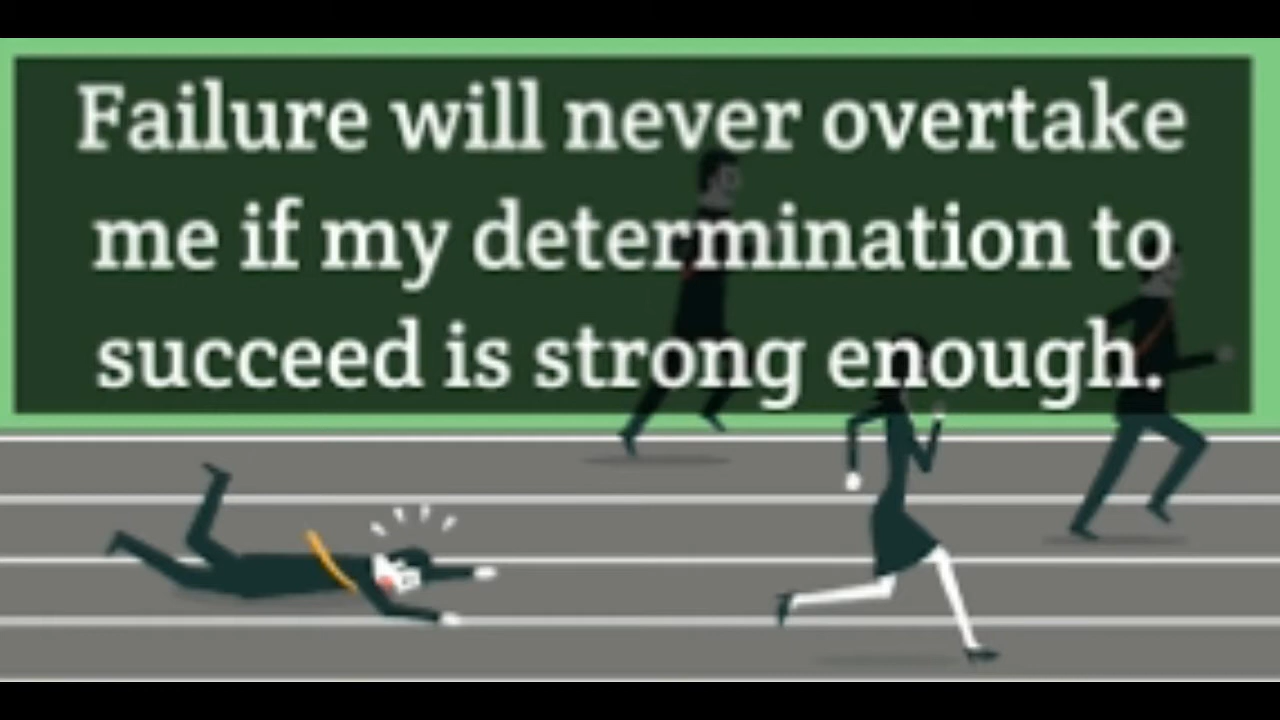 Failure will never overtake
me if my determination to
succeed is strong enough.